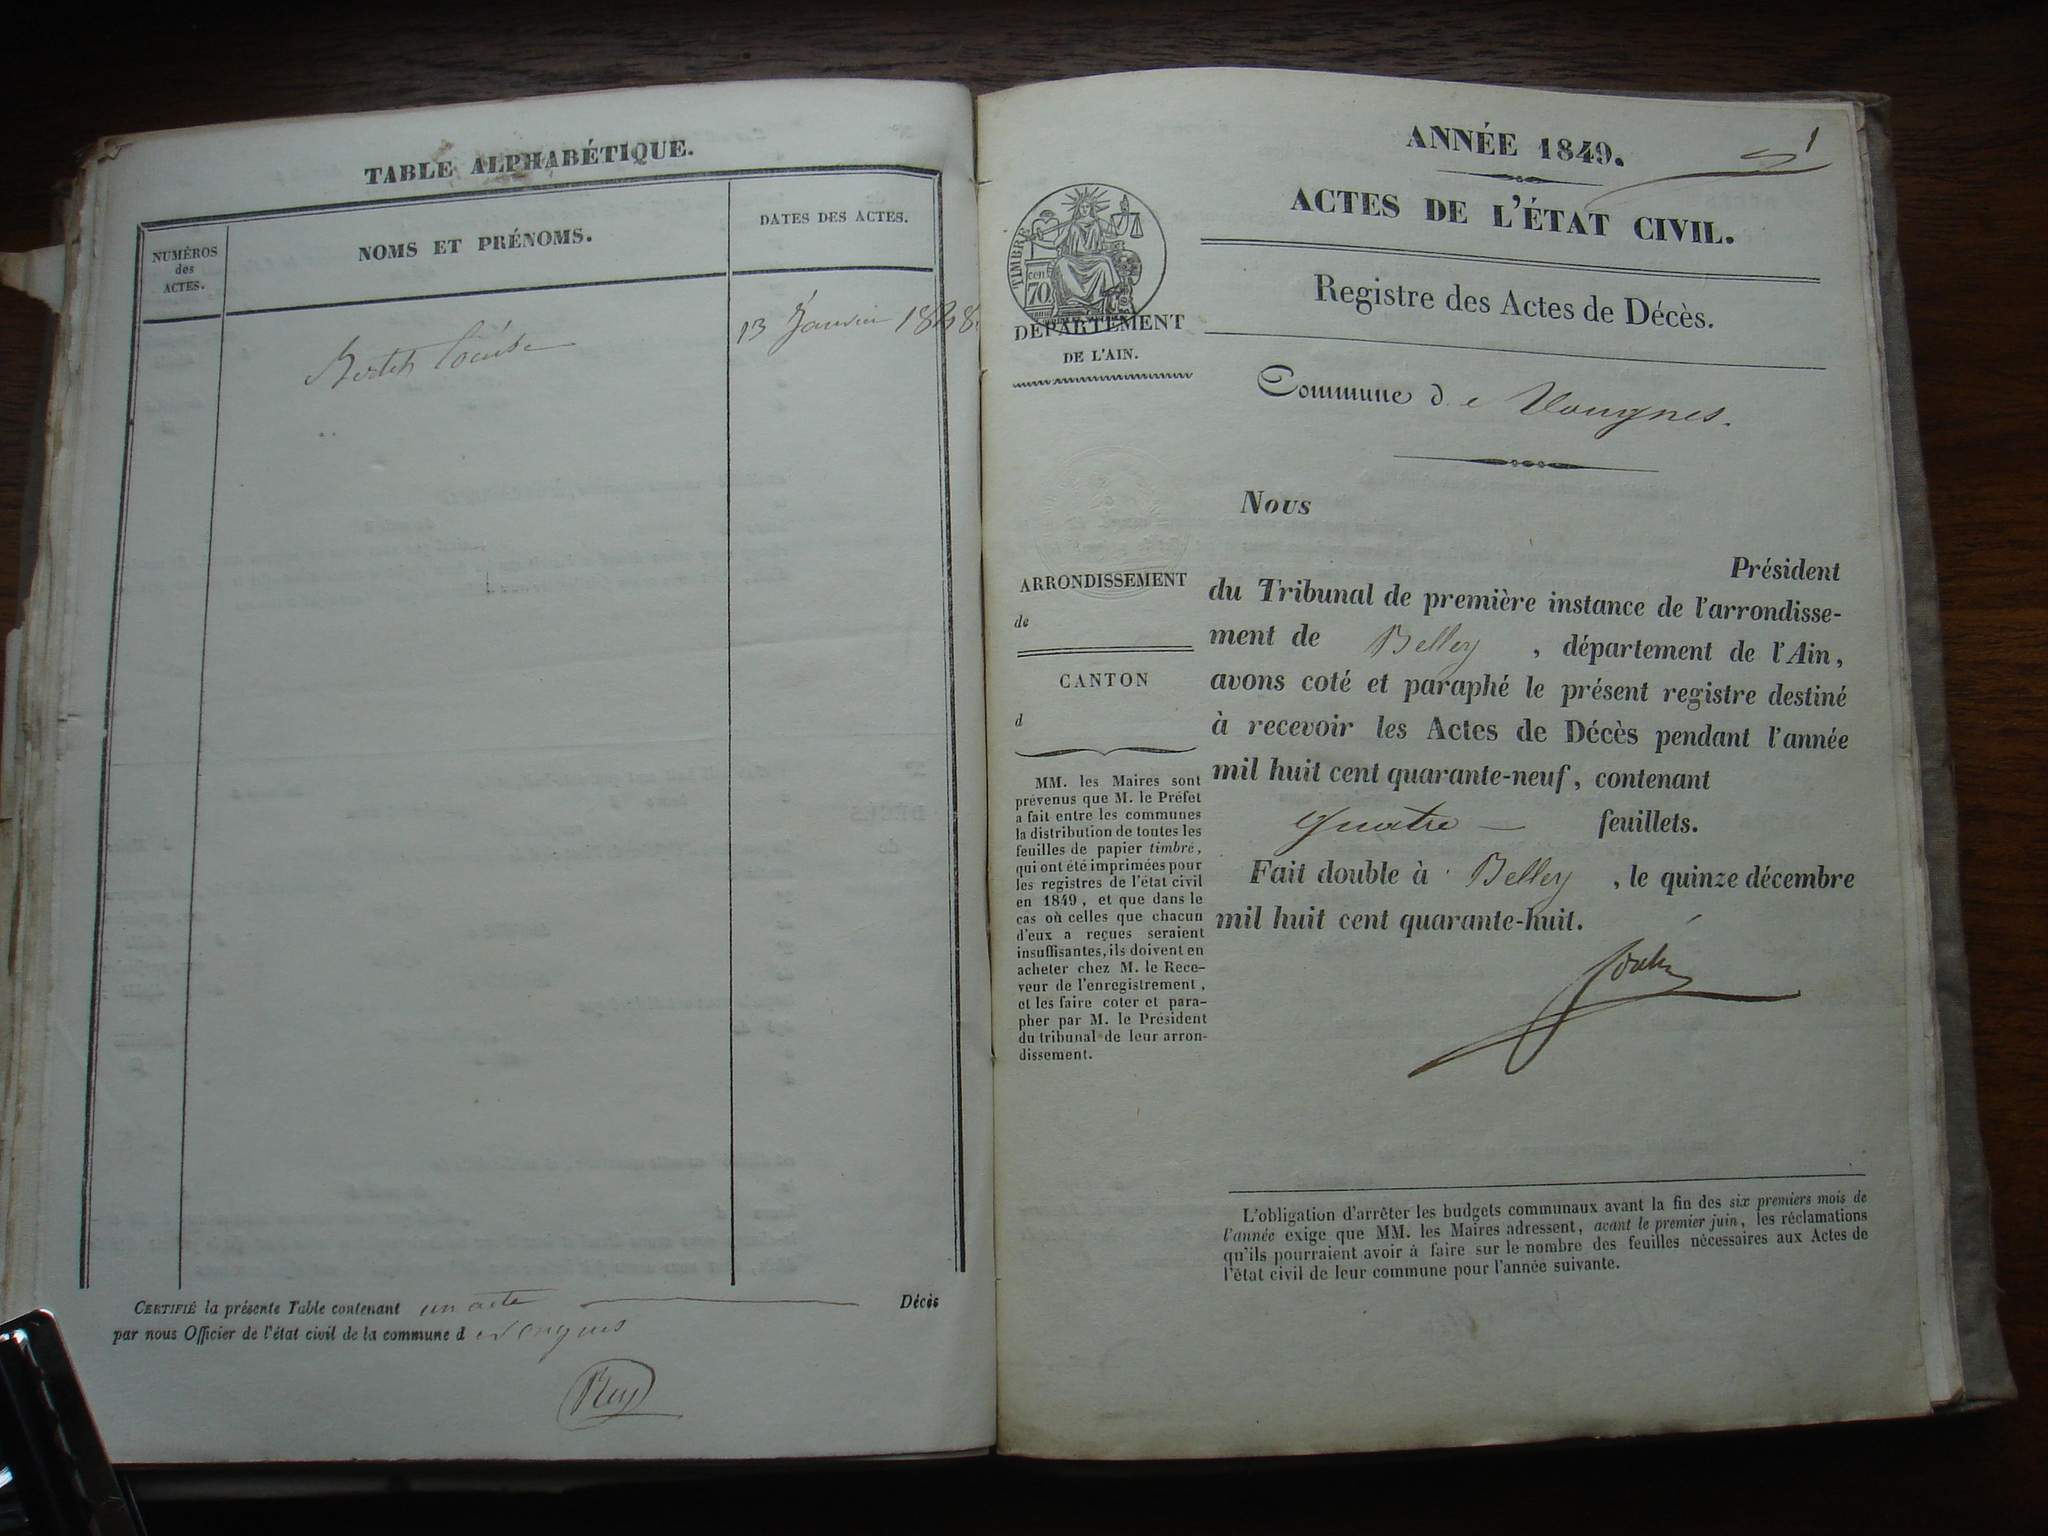 TABLE ALPHABÉTIQUE.
NUMÉROS
des
ACTES.
NOMS ET PRÉNOMS.
DATES DES ACTES.
13 Janvier 1848.
CERTIFIÉ la présente Table contenant un acte Décès
par nous Officier de l'état civil de la commune d
Rey
1
ANNÉE 1849.
ACTES DE L'ÉTAT CIVIL.
Registre des Actes de Décès.
TIMBRE
cent
70
DÉPARTEMENT
DE L'AIN.
Commune de Vougnes.
Nous
Président
du Tribunal de première instance de l'arrondisse-
ment de Belley, département de l'Ain,
avons coté et paraphé le présent registre destiné
à recevoir les Actes de Décès pendant l'année
mil huit cent quarante-neuf, contenant
quatre feuillets.
Fait double à Belley, le quinze décembre
mil huit cent quarante-huit.
ARRONDISSEMENT
de
CANTON
d
MM. les Maires sont
prévenus que M. le Préfet
a fait entre les communes
la distribution de toutes les
feuilles de papier timbré,
qui ont été imprimées pour
les registres de l'état civil
en 1849, et que dans le
cas où celles que chacun
d'eux a reçues seraient
insuffisantes, ils doivent en
acheter chez M. le Rece-
veur de l'enregistrement,
et les faire coter et para-
pher par M. le Président
du tribunal de leur arron-
dissement.
L'obligation d'arrêter les budgets communaux avant la fin des six premiers mois de
l'année exige que MM. les Maires adressent, avant le premier juin, les réclamations
qu'ils pourraient avoir à faire sur le nombre des feuilles nécessaires aux Actes de
l'état civil de leur commune pour l'année suivante.